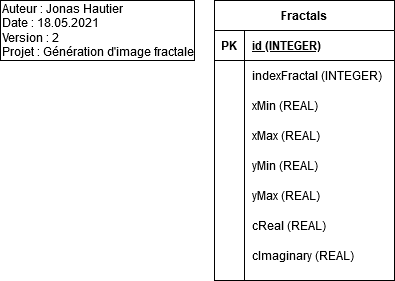 Auteur : Jonas Hautier
Date : 18.05.2021
Version : 2
Projet : Génération d'image fractale
Fractals
PK id (INTEGER)
indexFractal (INTEGER)
xMin (REAL)
xMax (REAL)
yMin (REAL)
yMax (REAL)
cReal (REAL)
cImaginary (REAL)